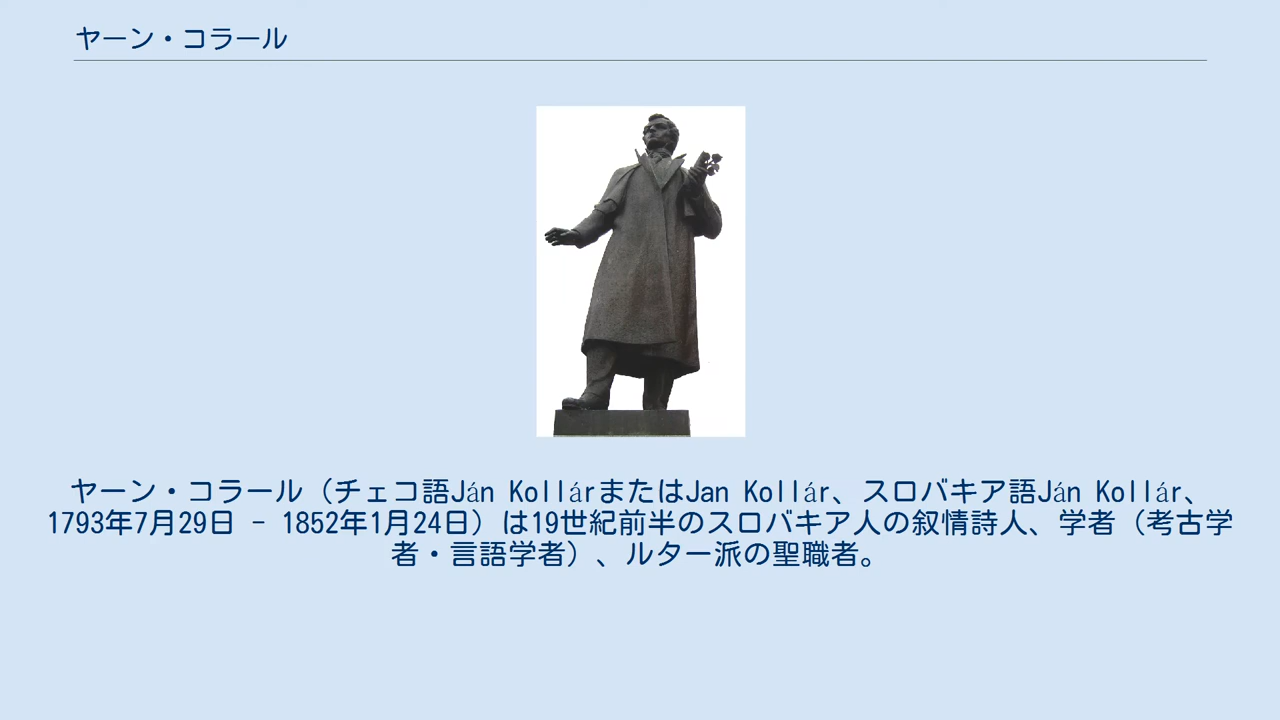 ヤーン・コラール
ヤーン・コラール（チェコ語Ján KollárまたはJan Kollár、スロバキア語Ján Kollár、
1793年7月29日 - 1852年1月24日）は19世紀前半のスロバキア人の叙情詩人、学者（考古学
者・言語学者）、ルター派の聖職者。